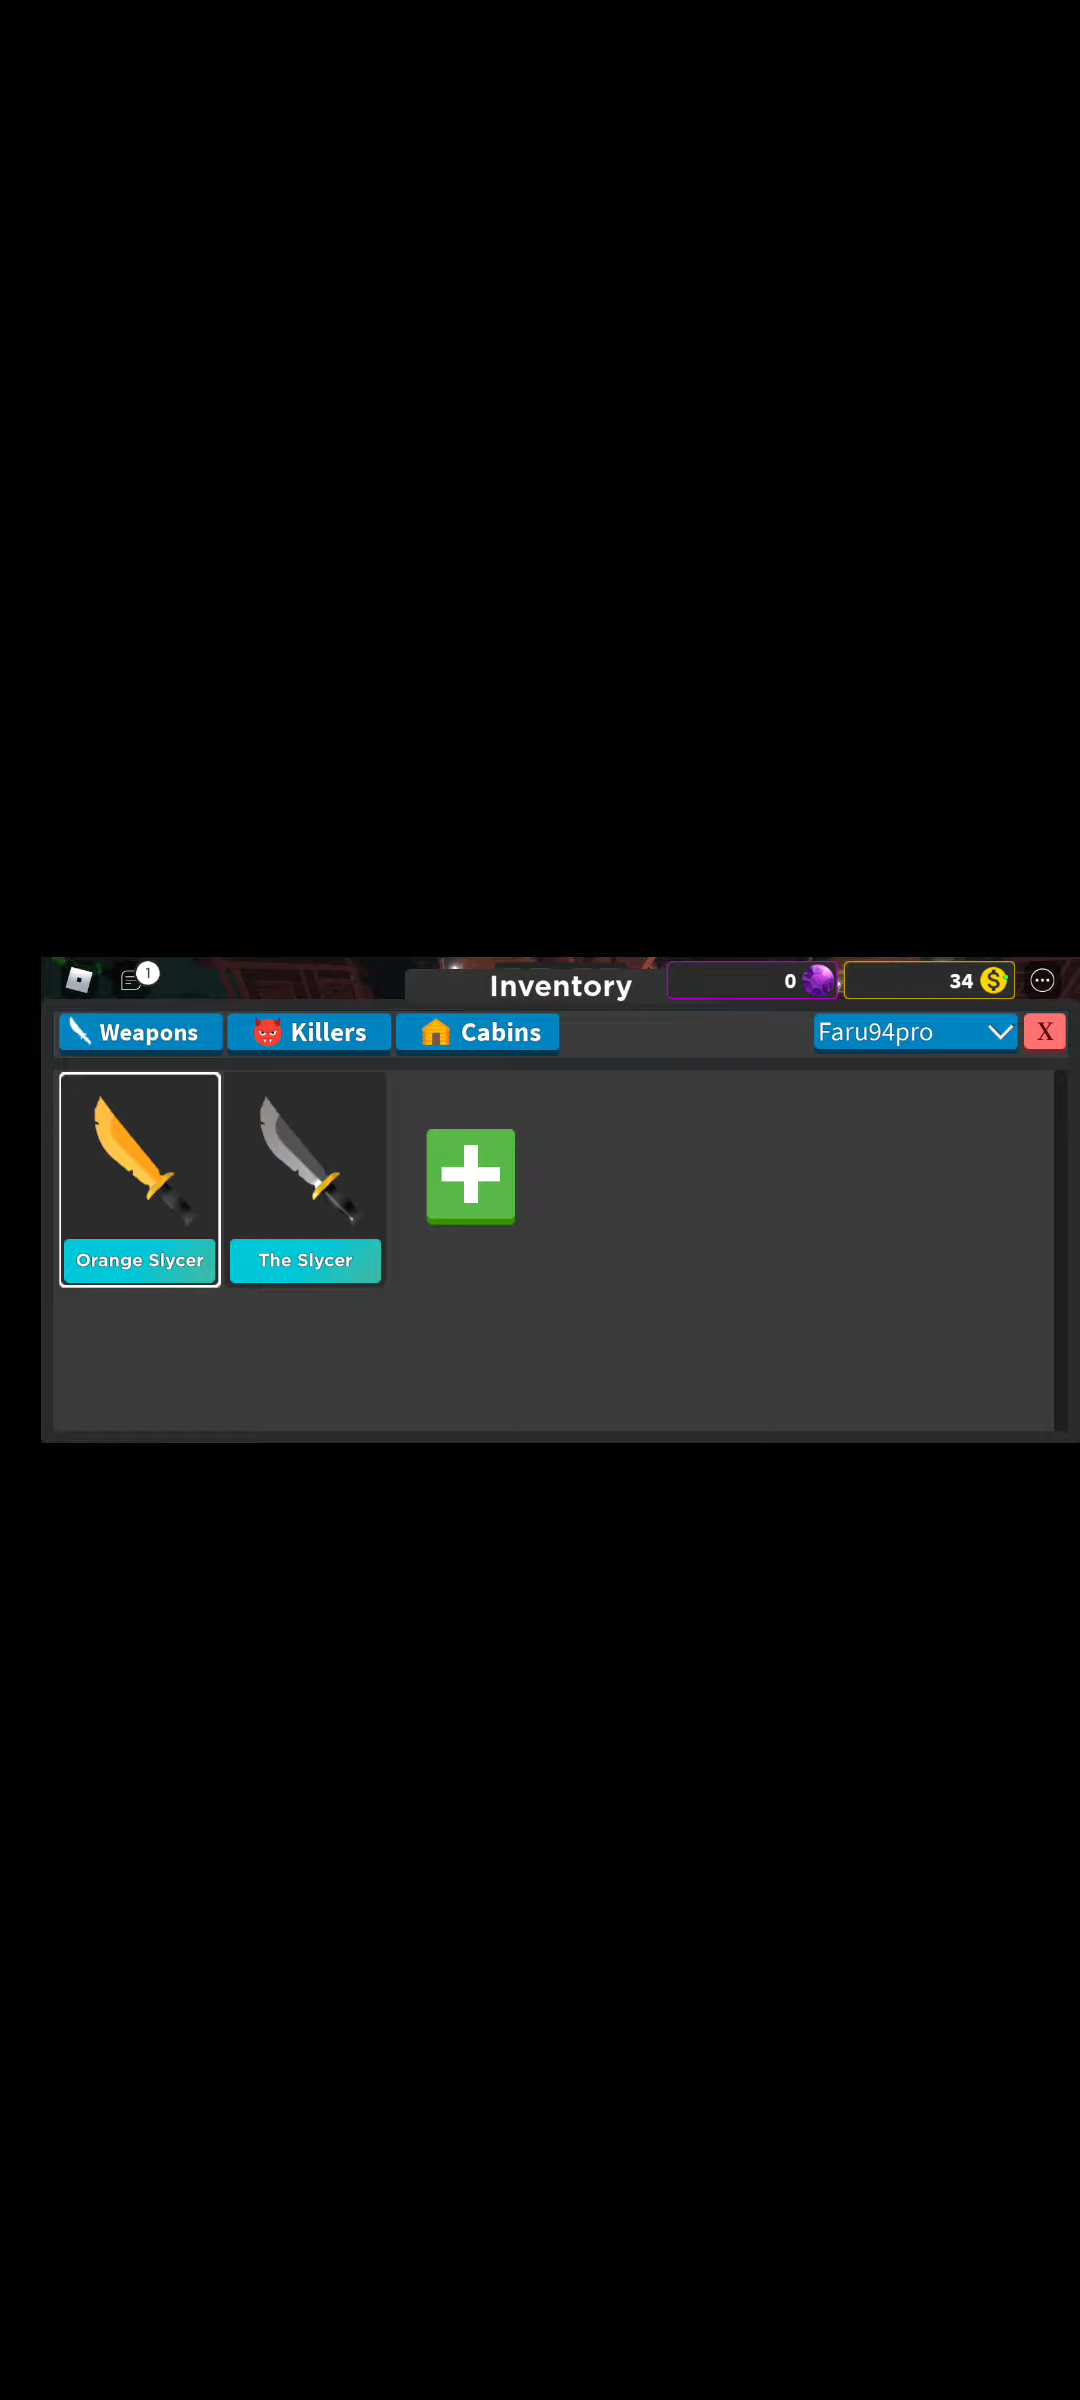 1
Inventory
0
34
Weapons
Killers
Cabins
Faru94pro
X
Orange Slycer
The Slycer